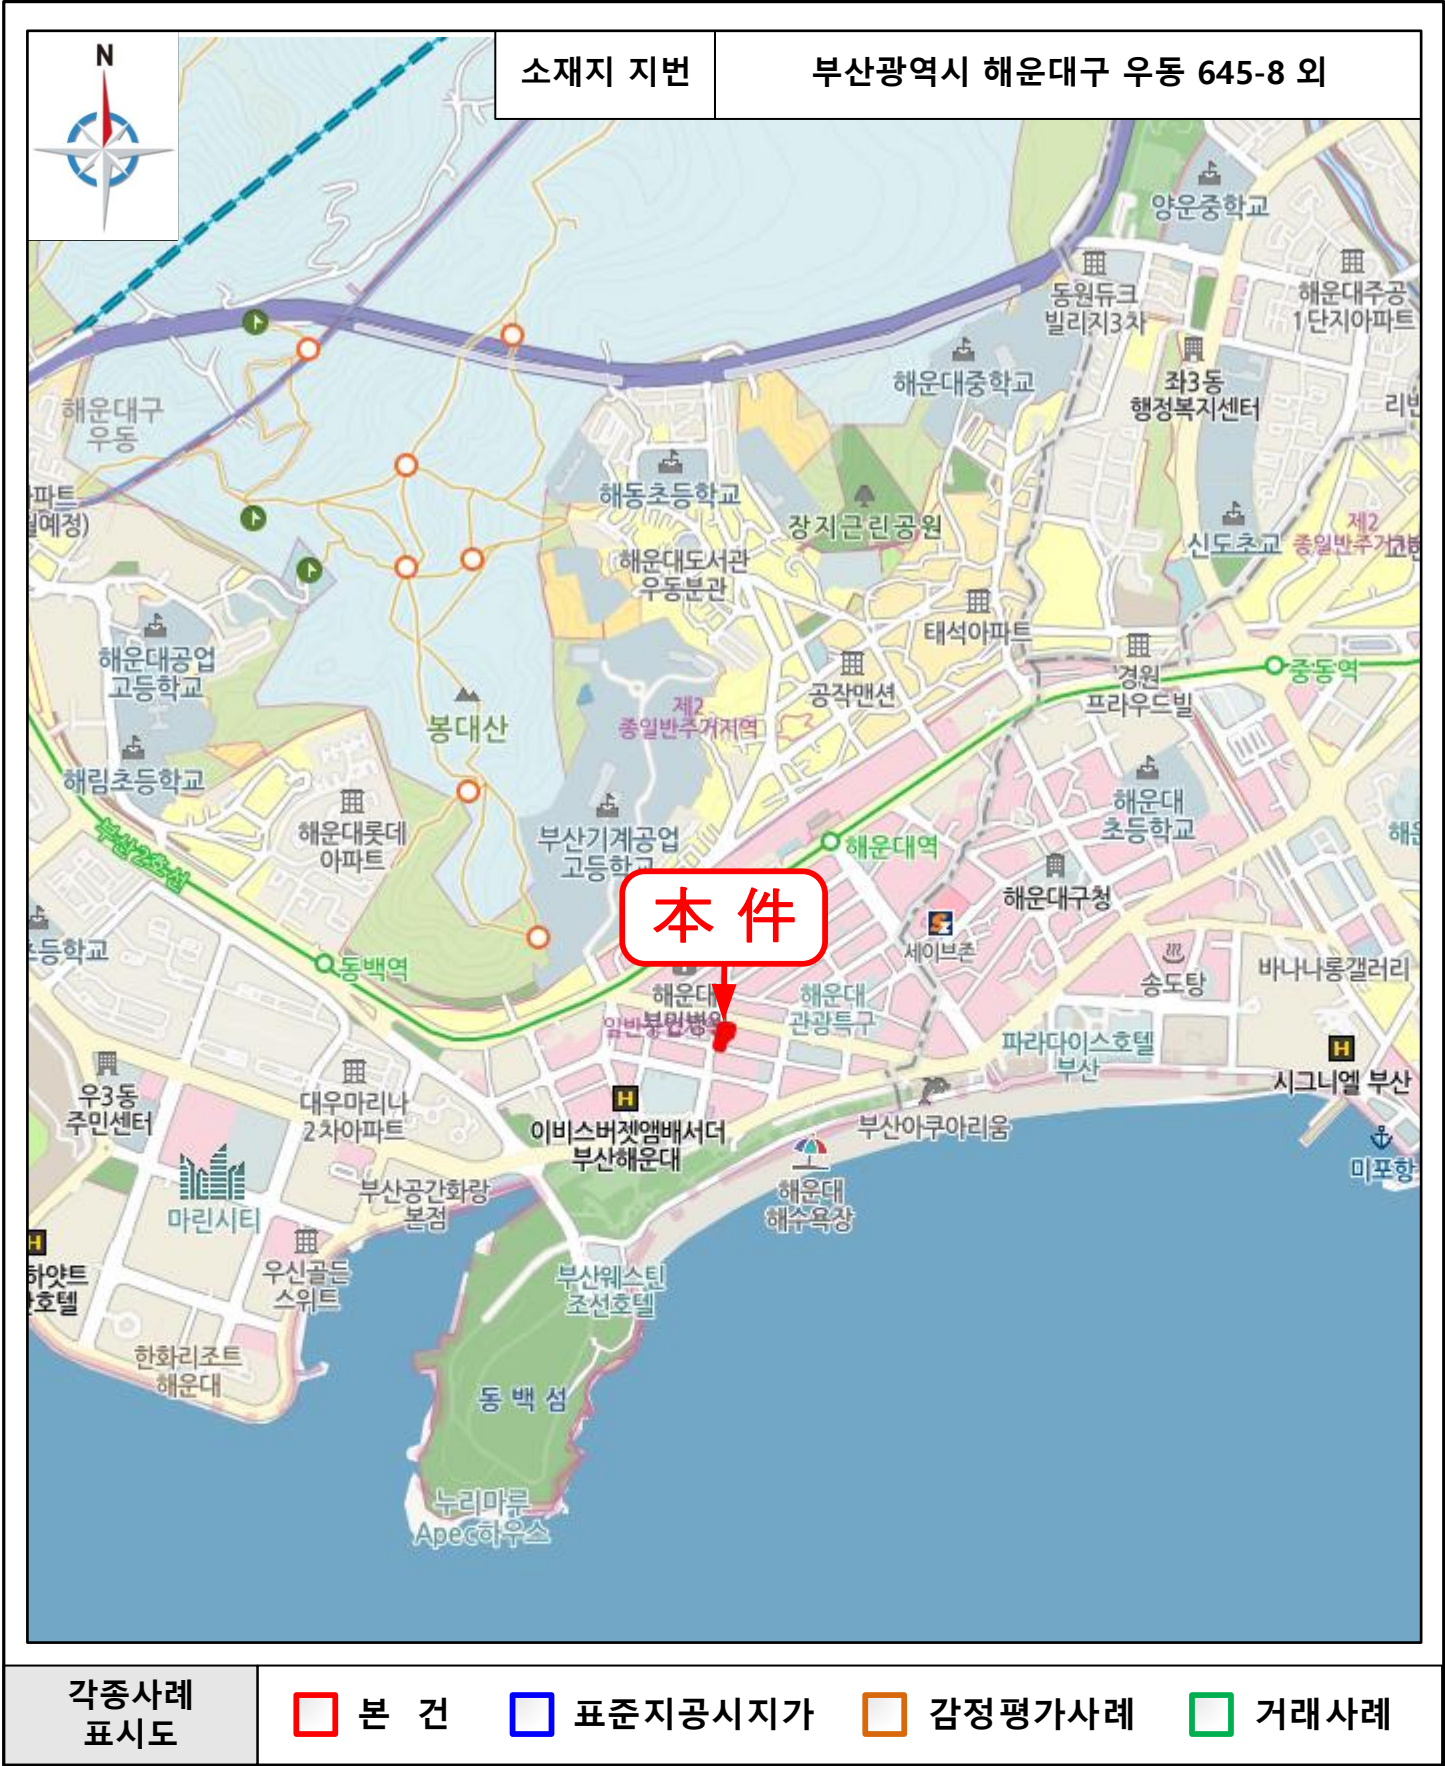 N
소재지 지번
부산광역시 해운대구 우동 645-8 외
양운중학교
동원듀크
빌리지3차
해운대주공
1단지아파트
해운대중학교
좌3동
행정복지센터
해운대구
우동
해동초등학교
장지근린공원
신도초교
제2
해운대도서관
우동분관
태석아파트
해운대공업
고등학교
공작맨션
경원
프라우드빌
중동역
봉대산
제2
종일반주거지역
해림초등학교
해운대롯데
아파트
부산2호선
부산기계공업
고등학교
해운대역
해운대
초등학교
해운대구청
本 件
세이브존
동백역
송도탕
바나나롱갤러리
해운대
관광특구
파라다이스호텔
부산
H
시그니엘 부산
우3동
주민센터
대우마리나
2차아파트
H
이비스버젯앰배서더
부산해운대
부산아쿠아리움
미포항
마린시티
부산공간화랑
본점
해운대
해수욕장
H
우신골든
스위트
부산웨스틴
조선호텔
한화리조트
해운대
동백섬
누리마루
Apec하우스
각종사례
표시도
본 건
표준지공시지가
감정평가사례
거래사례